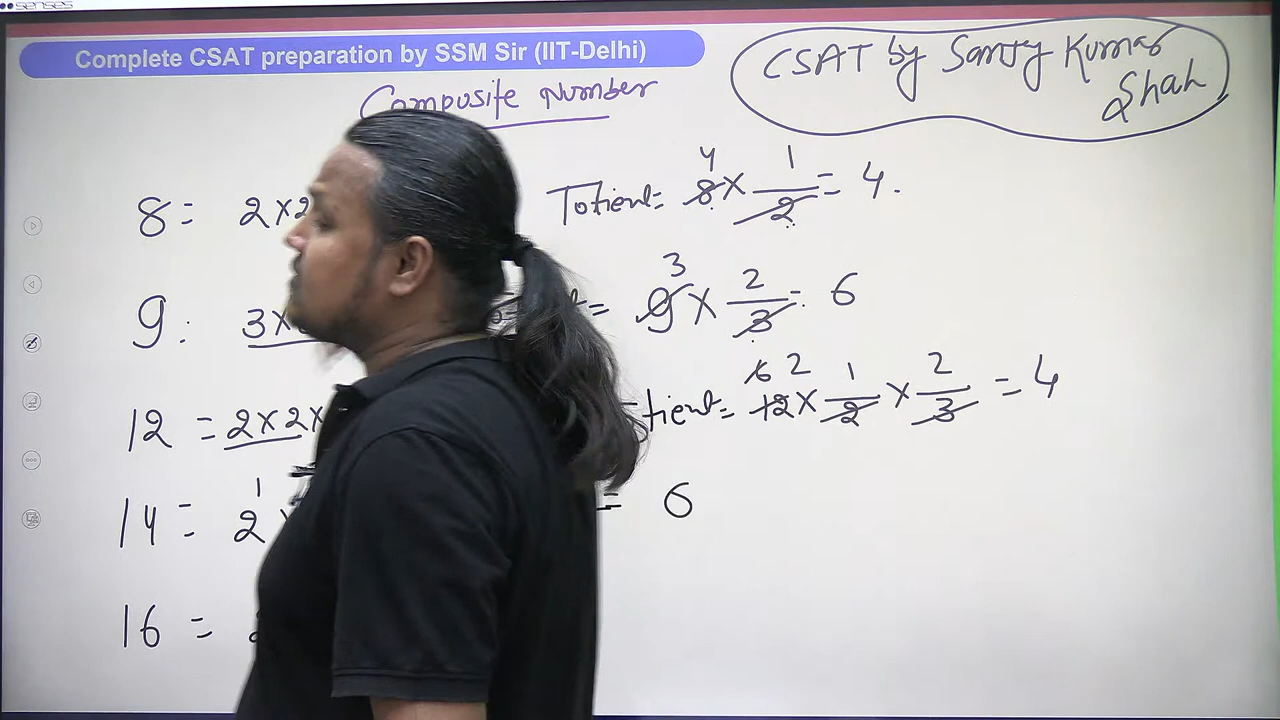 senses
Complete CSAT preparation by SSM Sir (IIT-Delhi)
CSAT by Kumar
Shah
Composite Number
8 = 2×2 Totient = 8 4 × 1/2 = 4.
9: 3× = 9 3 × 2/3 = 6
12 = 2×2× tient = 12 6 2 × 1/2 × 2/3 = 4
14 = 2 1 = 6
16 =